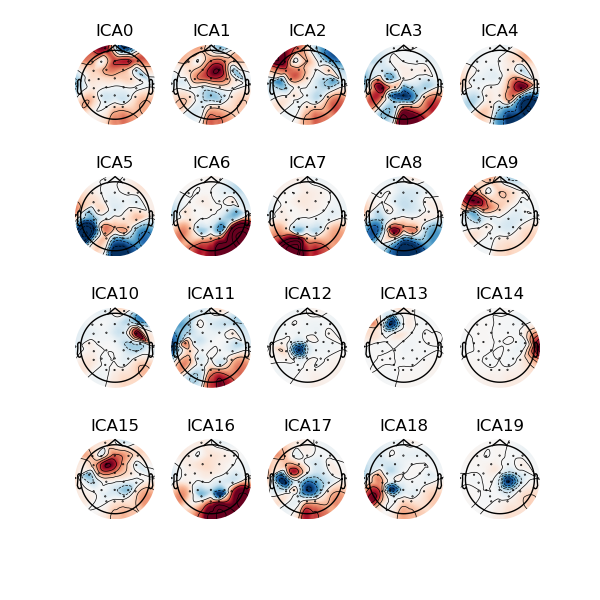 ICA0 ICA1 ICA2 ICA3 ICA4
ICA5 ICA6 ICA7 ICA8 ICA9
ICA10 ICA11 ICA12 ICA13 ICA14
ICA15 ICA16 ICA17 ICA18 ICA19